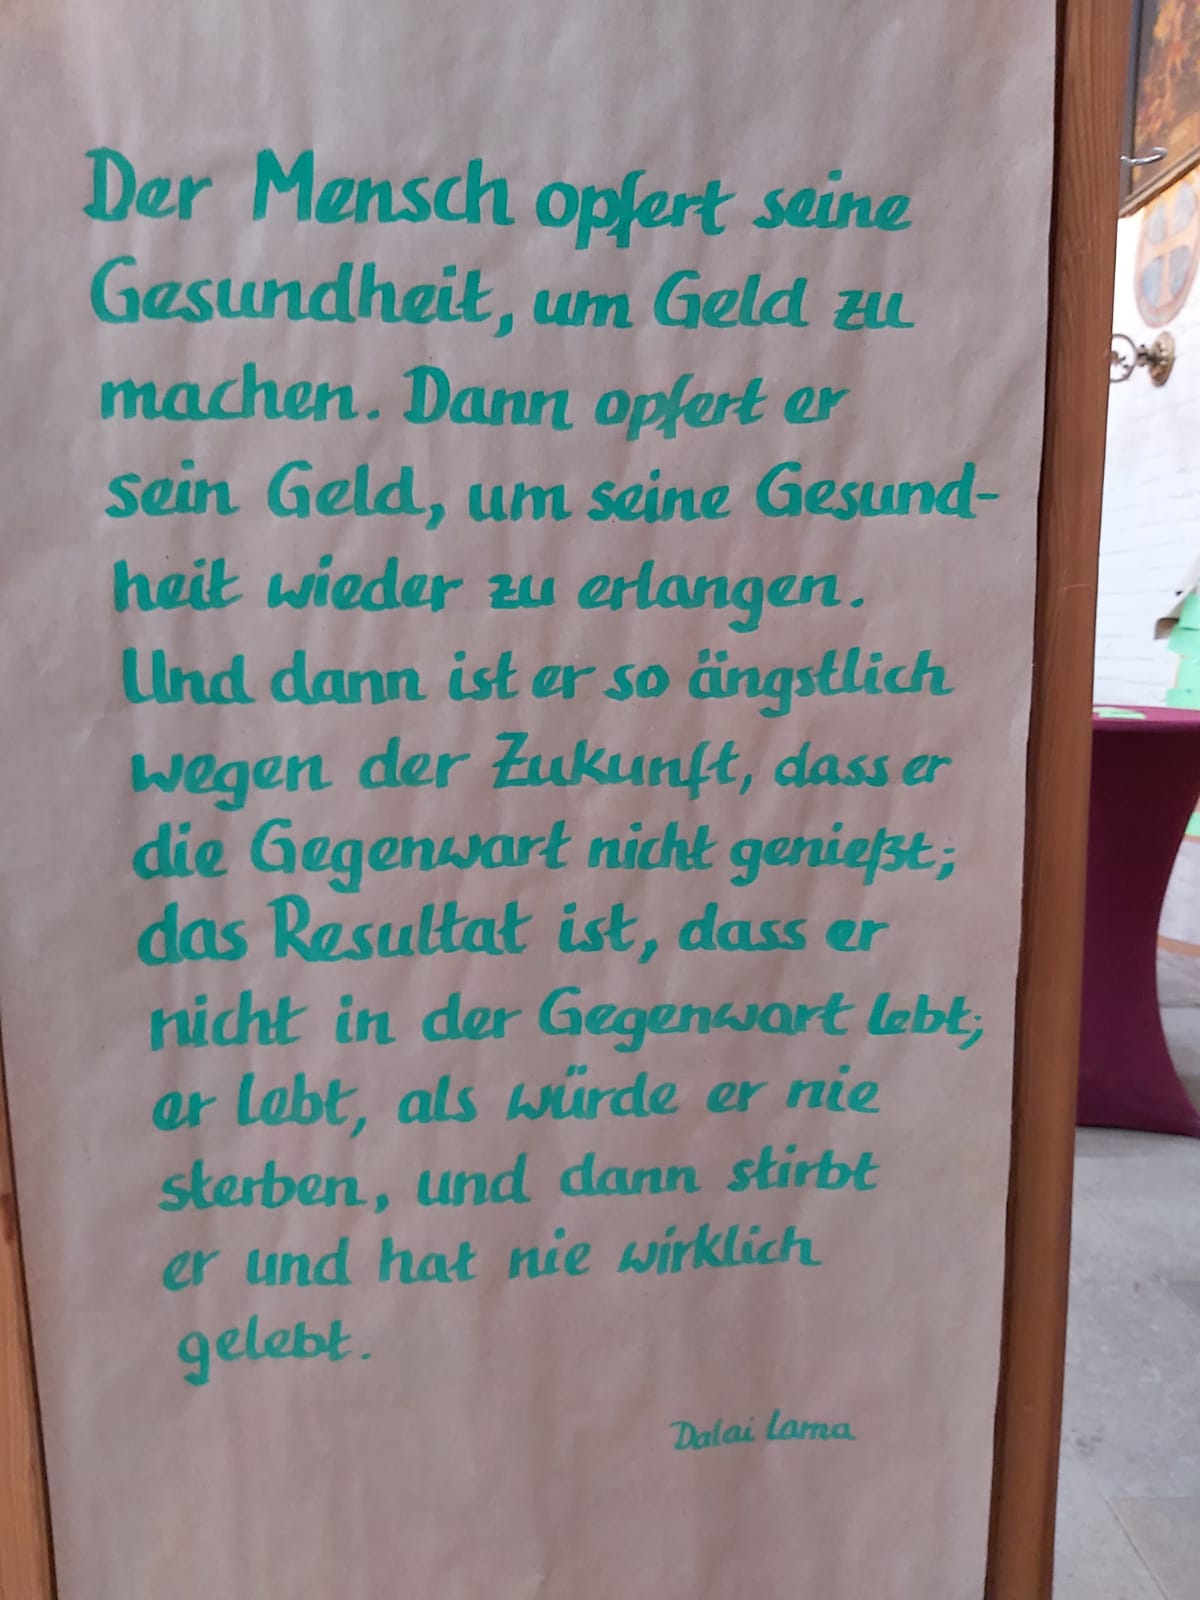 Der Mensch opfert seine
Gesundheit, um Geld zu
machen. Dann opfert er
sein Geld, um seine Gesund-
heit wieder zu erlangen.
Und dann ist er so ängstlich
wegen der Zukunft, dass er
die Gegenwart nicht genießt;
das Resultat ist, dass er
nicht in der Gegenwart lebt;
er lebt, als würde er nie
sterben, und dann stirbt
er und hat nie wirklich
gelebt.
Dalai Lama